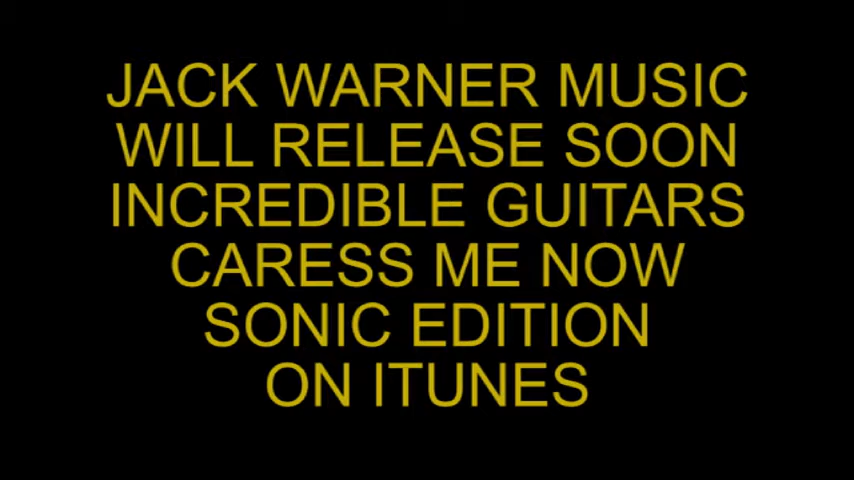 JACK WARNER MUSIC
WILL RELEASE SOON
INCREDIBLE GUITARS
CARESS ME NOW
SONIC EDITION
ON ITUNES